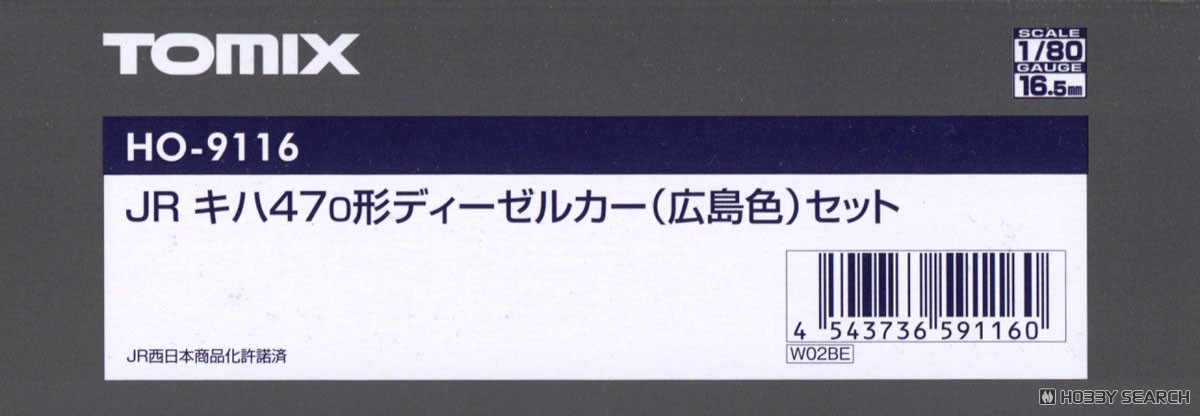 TOMIX
SCALE
1/80
GAUGE
16.5mm
HO-9116
JR キハ470形ディーゼルカー(広島色)セット
4 543736 591160
W02BE
JR西日本商品化許諾済
HOBBY SEARCH